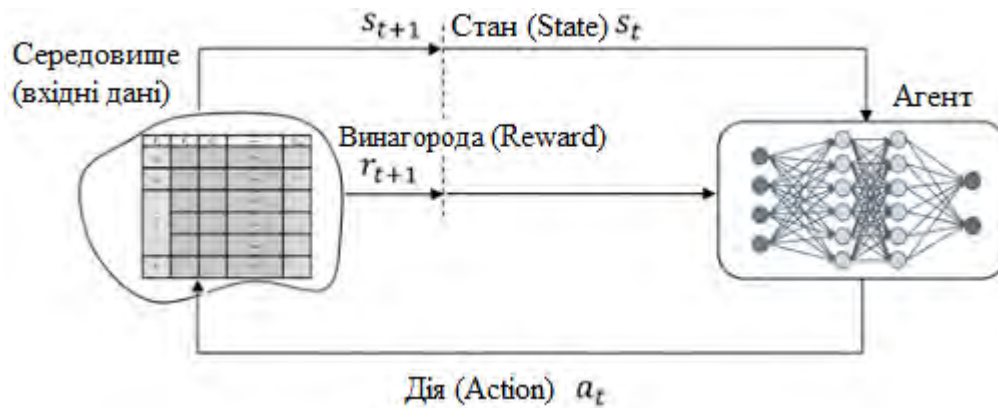 s_{t+1} Стан (State) s_t
Середовище
(вхідні дані)
Агент
Винагорода (Reward)
r_{t+1}
Дія (Action) a_t